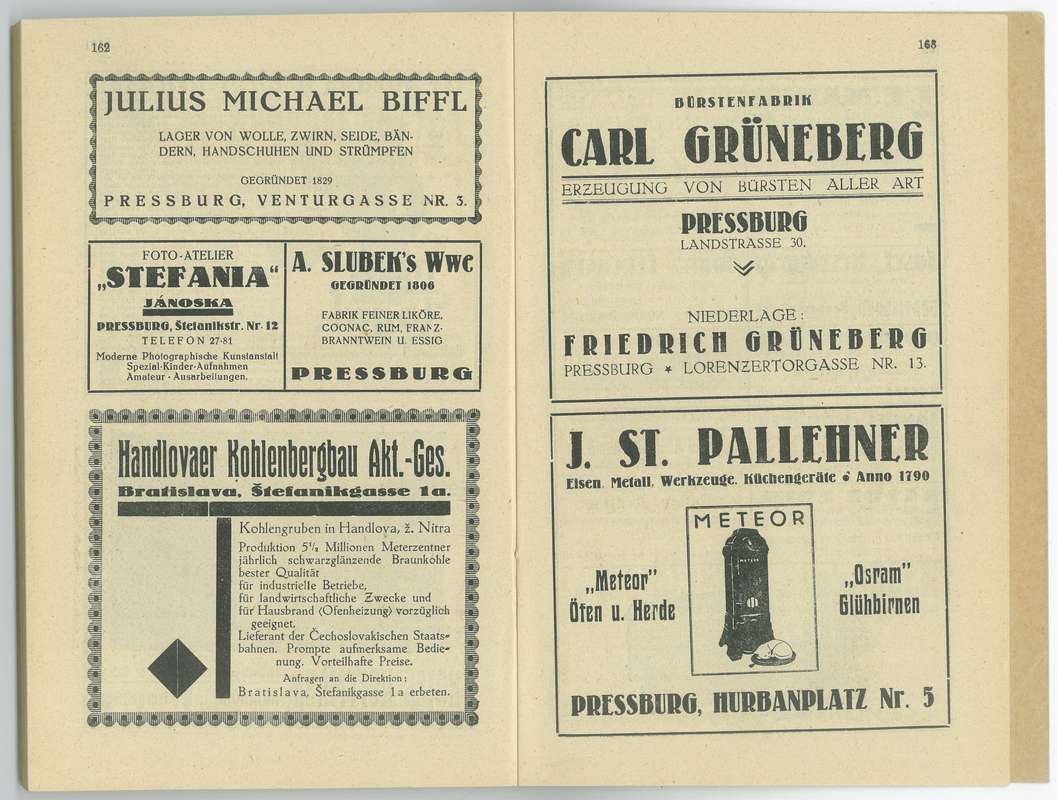 162
JULIUS MICHAEL BIFFL
LAGER VON WOLLE, ZWIRN, SEIDE, BÄN-
DERN, HANDSCHUHEN UND STRÜMPFEN
GEGRÜNDET 1829
PRESSBURG, VENTURGASSE NR. 3.
FOTO-ATELIER
„STEFANIA“
JÁNOSKA
PRESSBURG, Štefanikstr. Nr. 12
TELEFON 27-81
Moderne Photographische Kunstanstalt
Spezial-Kinder-Aufnahmen
Amateur-Ausarbeitungen.
A. SLUBEK's Wwe
GEGRÜNDET 1806
FABRIK FEINER LIKÖRE,
COGNAC, RUM, FRANZ-
BRANNTWEIN U. ESSIG
PRESSBURG
Handlovaer Kohlenbergbau Akt.-Ges.
Bratislava, Štefanikgasse 1a.
Kohlengruben in Handlova, ž. Nitra
Produktion 5½ Millionen Meterzentner
jährlich schwarzglänzende Braunkohle
bester Qualität
für industrielle Betriebe,
für landwirtschaftliche Zwecke und
für Hausbrand (Ofenheizung) vorzüglich
geeignet.
Lieferant der Čechoslovakischen Staats-
bahnen. Prompte aufmerksame Bedie-
nung. Vorteilhafte Preise.
Anfragen an die Direktion:
Bratislava, Štefanikgasse 1a erbeten.
163
BÜRSTENFABRIK
CARL GRÜNEBERG
ERZEUGUNG VON BÜRSTEN ALLER ART
PRESSBURG
LANDSTRASSE 30.
NIEDERLAGE:
FRIEDRICH GRÜNEBERG
PRESSBURG ★ LORENZERTORGASSE NR. 13.
J. ST. PALLEHNER
Eisen, Metall, Werkzeuge, Küchengeräte Anno 1790
METEOR
„Meteor”
Öfen u. Herde
„Osram”
Glühbirnen
PRESSBURG, HURBANPLATZ Nr. 5